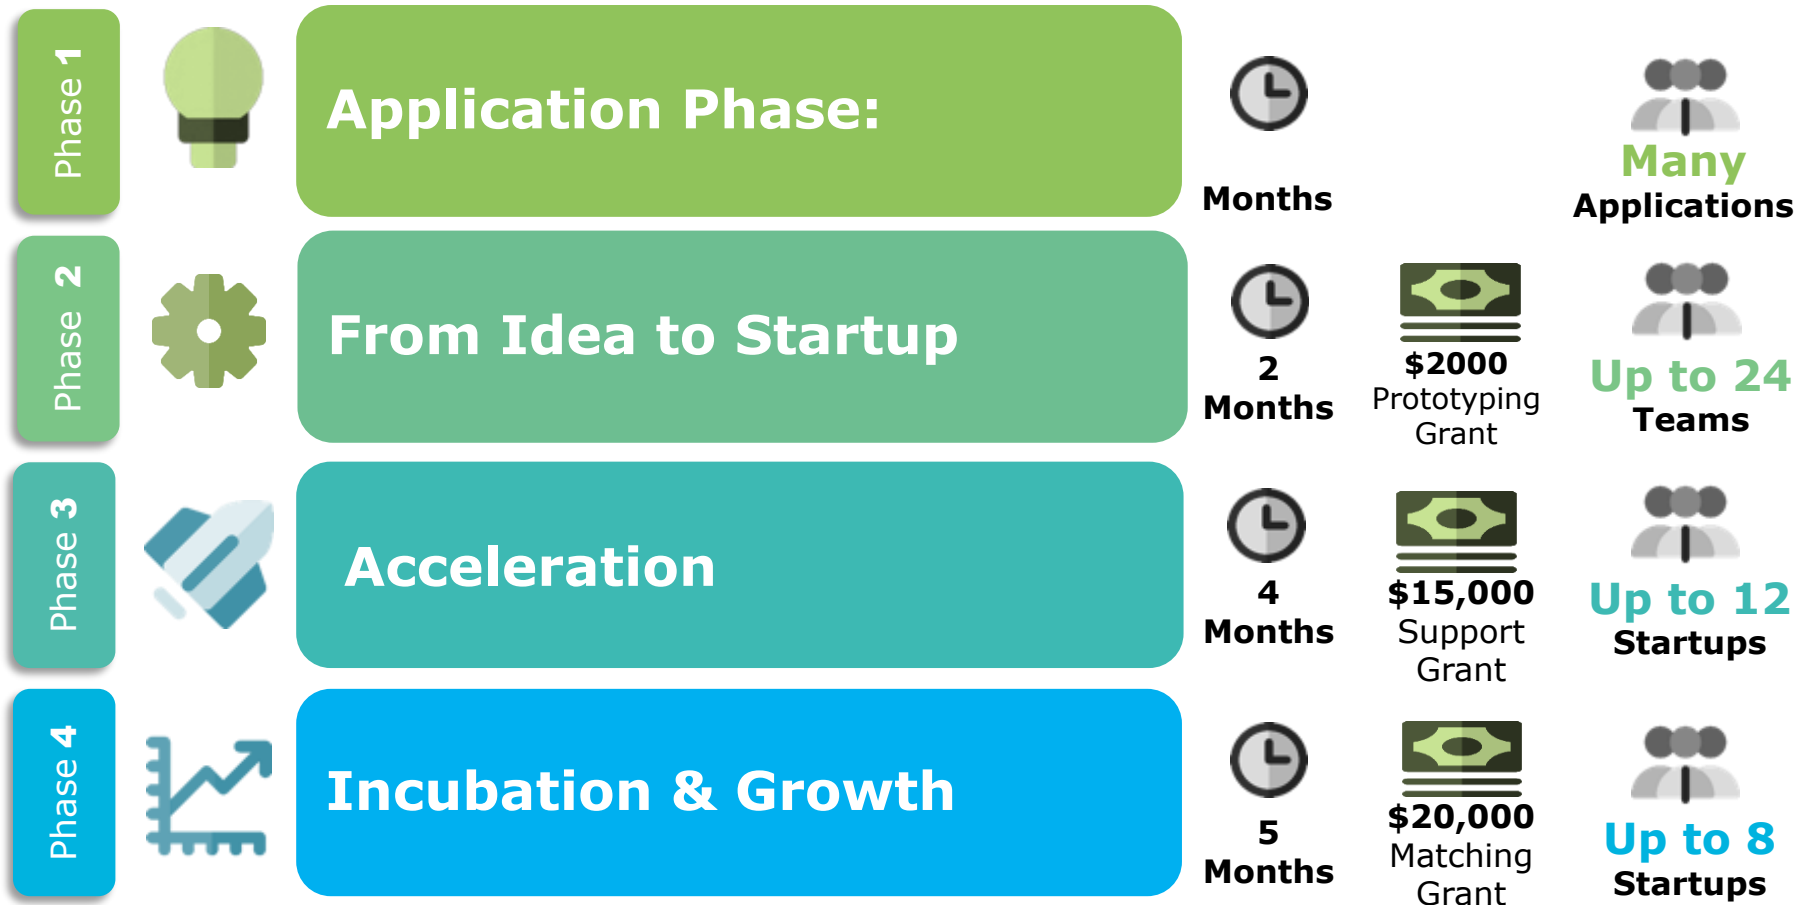 Phase 1
Application Phase:
Months
Many
Applications
Phase 2
From Idea to Startup
2
Months
$2000
Prototyping
Grant
Up to 24
Teams
Phase 3
Acceleration
4
Months
$15,000
Support
Grant
Up to 12
Startups
Phase 4
Incubation & Growth
5
Months
$20,000
Matching
Grant
Up to 8
Startups